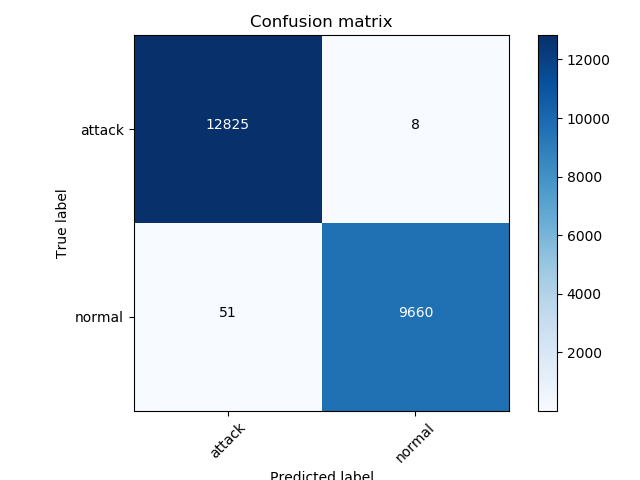 Confusion matrix
12000
10000
8000
6000
4000
2000
True label
attack
12825
8
normal
51
9660
attack
normal
Predicted label